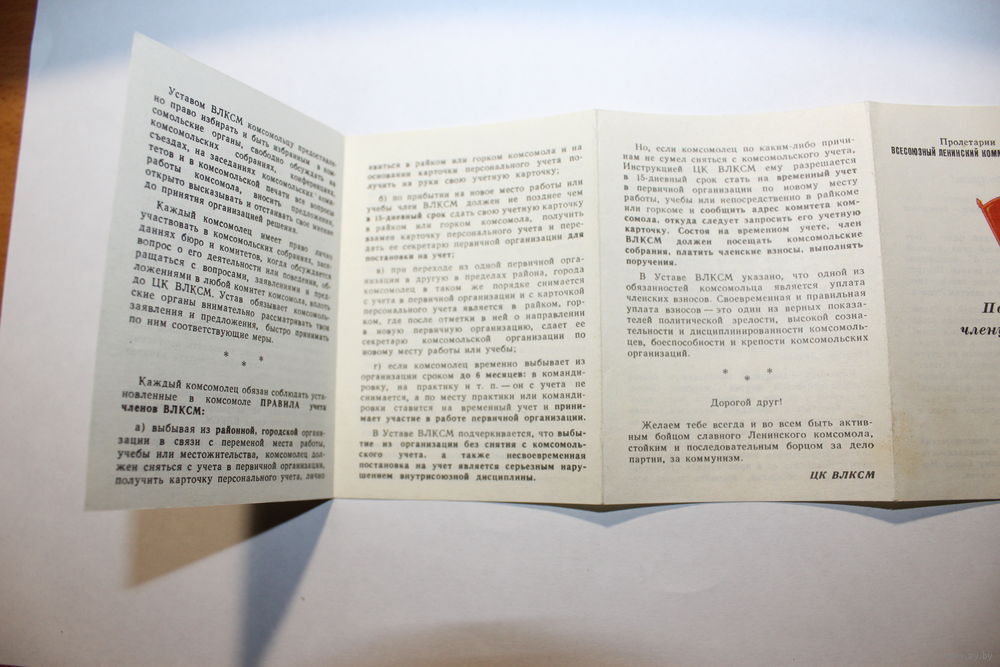 Уставом ВЛКСМ комсомольцу предоставле-
но право избирать и быть избранным в ком-
сомольские органы, свободно обсуждать на
комсомольских собраниях, конференциях,
съездах, на заседаниях комсомольских коми-
тетов и в комсомольской печати все вопросы
работы комсомола, вносить предложения,
открыто высказывать и отстаивать свое мнение
до принятия организацией решения.
Каждый комсомолец имеет право лично
участвовать в комсомольских собраниях, засе-
даниях бюро и комитетов, когда обсуждается
вопрос о его деятельности или поведении, об-
ращаться с вопросами, заявлениями и пред-
ложениями в любой комитет комсомола, вплоть
до ЦК ВЛКСМ. Устав обязывает комсомоль-
ские органы внимательно рассматривать твои
заявления и предложения, быстро принимать
по ним соответствующие меры.
* * *
Каждый комсомолец обязан соблюдать уста-
новленные в комсомоле ПРАВИЛА учета
членов ВЛКСМ:
а) выбывая из районной, городской органи-
зации в связи с переменой места работы,
учебы или местожительства, комсомолец дол-
жен сняться с учета в первичной организации,
получить карточку персонального учета, лично
явиться в райком или горком комсомола и на
основании карточки персонального учета по-
лучить на руки свою учетную карточку;
б) по прибытии на новое место работы или
учебы член ВЛКСМ должен не позднее чем
в 15-дневный срок сдать свою учетную карточку
в райком или горком комсомола, получить
взамен карточку персонального учета и пере-
дать ее секретарю первичной организации для
постановки на учет;
в) при переходе из одной первичной орга-
низации в другую в пределах района, города
комсомолец в таком же порядке снимается
с учета в первичной организации и с карточкой
персонального учета является в райком, гор-
ком, где после отметки в ней о направлении
в новую первичную организацию, сдает ее
секретарю комсомольской организации по
новому месту работы или учебы;
г) если комсомолец временно выбывает из
организации сроком до 6 месяцев: в команди-
ровку, на практику и т. п. — он с учета не
снимается, а по месту практики или команди-
ровки ставится на временный учет и прини-
мает участие в работе первичной организации.
В Уставе ВЛКСМ подчеркивается, что выбы-
тие из организации без снятия с комсомоль-
ского учета, а также несвоевременная
постановка на учет является серьезным нару-
шением внутрисоюзной дисциплины.
Но, если комсомолец по каким-либо причи-
нам не сумел сняться с комсомольского учета,
Инструкцией ЦК ВЛКСМ ему разрешается
в 15-дневный срок стать на временный учет
в первичной организации по новому месту
работы, учебы или непосредственно в райкоме
или горкоме и сообщить адрес комитета ком-
сомола, откуда следует запросить его учетную
карточку. Состоя на временном учете, член
ВЛКСМ должен посещать комсомольские
собрания, платить членские взносы, выполнять
поручения.
В Уставе ВЛКСМ указано, что одной из
обязанностей комсомольца является уплата
членских взносов. Своевременная и правильная
уплата взносов — это один из верных показа-
телей политической зрелости, высокой созна-
тельности и дисциплинированности комсомоль-
цев, боеспособности и крепости комсомольских
организаций.
* * *
Дорогой друг!
Желаем тебе всегда и во всем быть актив-
ным бойцом славного Ленинского комсомола,
стойким и последовательным борцом за дело
партии, за коммунизм.
ЦК ВЛКСМ
Пролетарии
ВСЕСОЮЗНЫЙ ЛЕНИНСКИЙ КОММ
член